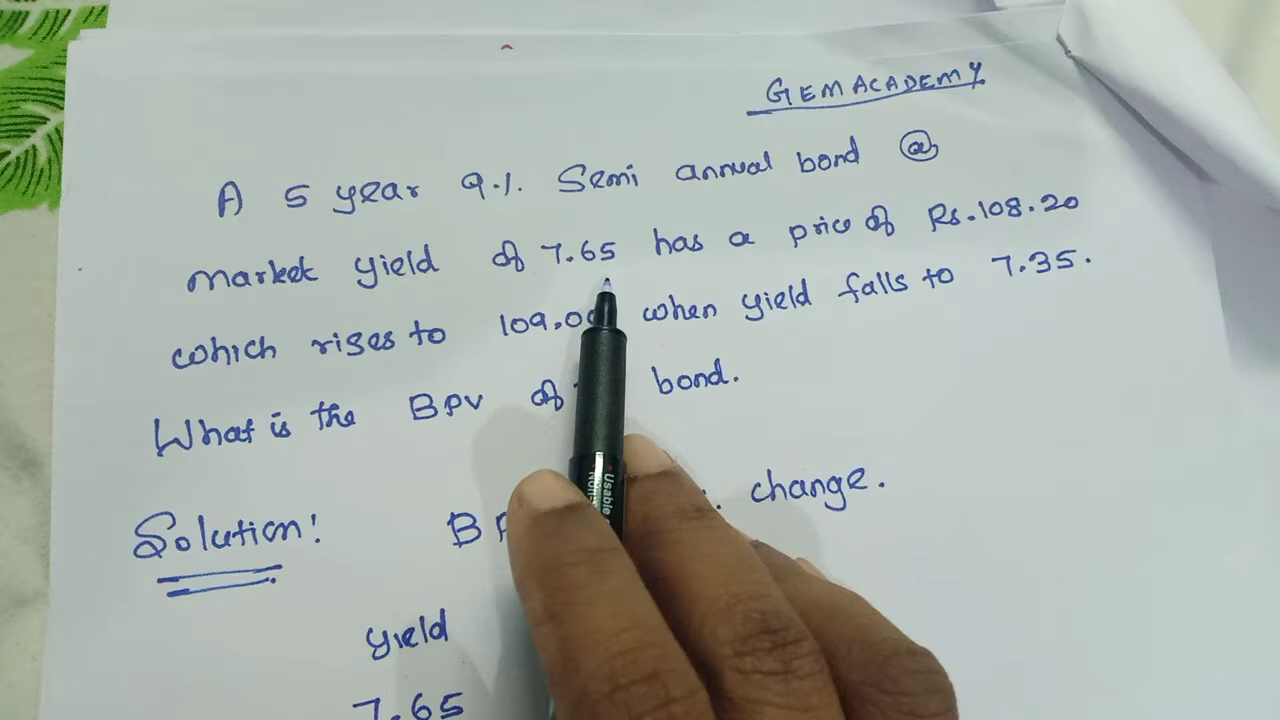 GEM ACADEMY
A 5 year 9.1. Semi annual bond @
market yield of 7.65 has a price of Rs.108.20
which rises to 109.00 when yield falls to 7.35.
What is the BPV of bond.
Solution! change.
yield
7.65